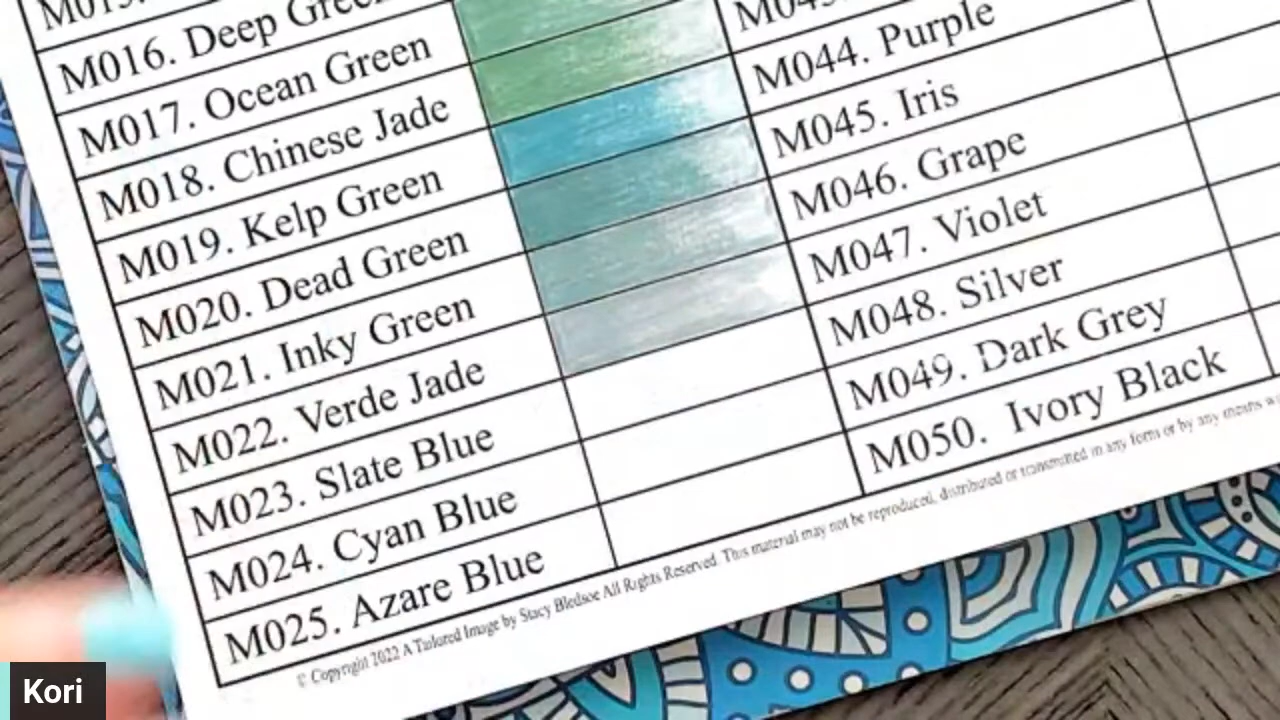 M016. Deep Green
M017. Ocean Green
M018. Chinese Jade
M019. Kelp Green
M020. Dead Green
M021. Inky Green
M022. Verde Jade
M023. Slate Blue
M024. Cyan Blue
M025. Azare Blue
M044. Purple
M045. Iris
M046. Grape
M047. Violet
M048. Silver
M049. Dark Grey
M050. Ivory Black
© Copyright 2022 A Tailored Image by Stacy Bledsoe All Rights Reserved. This material may not be reproduced, distributed or transmitted in any form or by any means
Kori